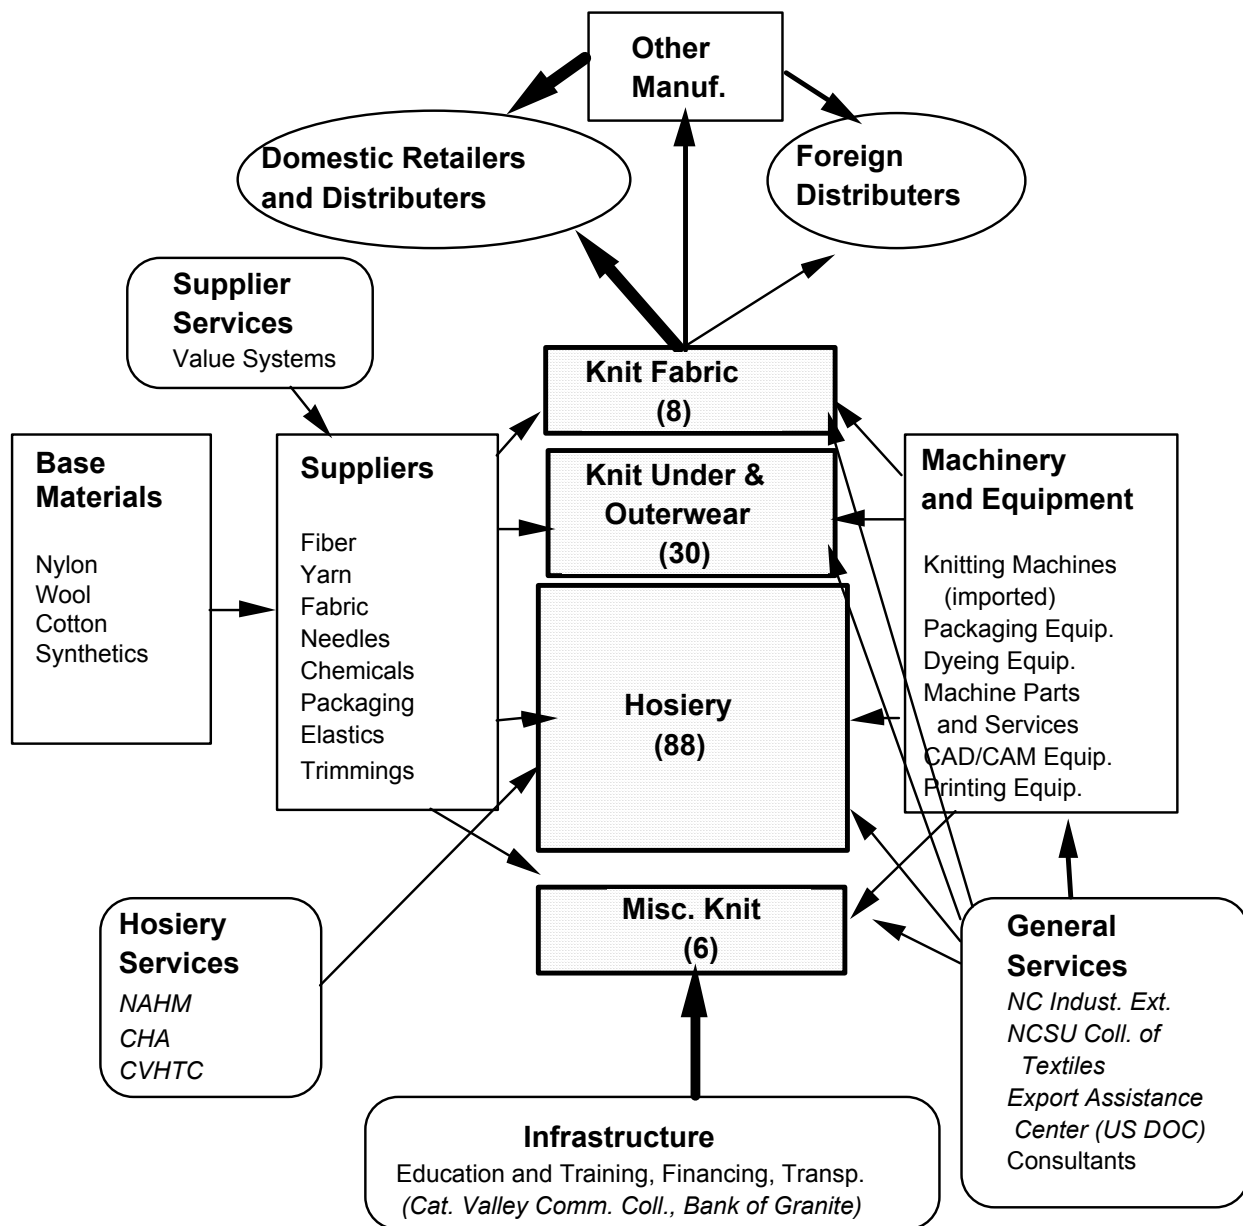 Other
Manuf.
Domestic Retailers
and Distributers
Foreign
Distributers
Supplier
Services
Value Systems
Knit Fabric
(8)
Base
Materials
Nylon
Wool
Cotton
Synthetics
Suppliers
Fiber
Yarn
Fabric
Needles
Chemicals
Packaging
Elastics
Trimmings
Knit Under &
Outerwear
(30)
Hosiery
(88)
Machinery
and Equipment
Knitting Machines
(imported)
Packaging Equip.
Dyeing Equip.
Machine Parts
and Services
CAD/CAM Equip.
Printing Equip.
Misc. Knit
(6)
Hosiery
Services
NAHM
CHA
CVHTC
General
Services
NC Indust. Ext.
NCSU Coll. of
Textiles
Export Assistance
Center (US DOC)
Consultants
Infrastructure
Education and Training, Financing, Transp.
(Cat. Valley Comm. Coll., Bank of Granite)